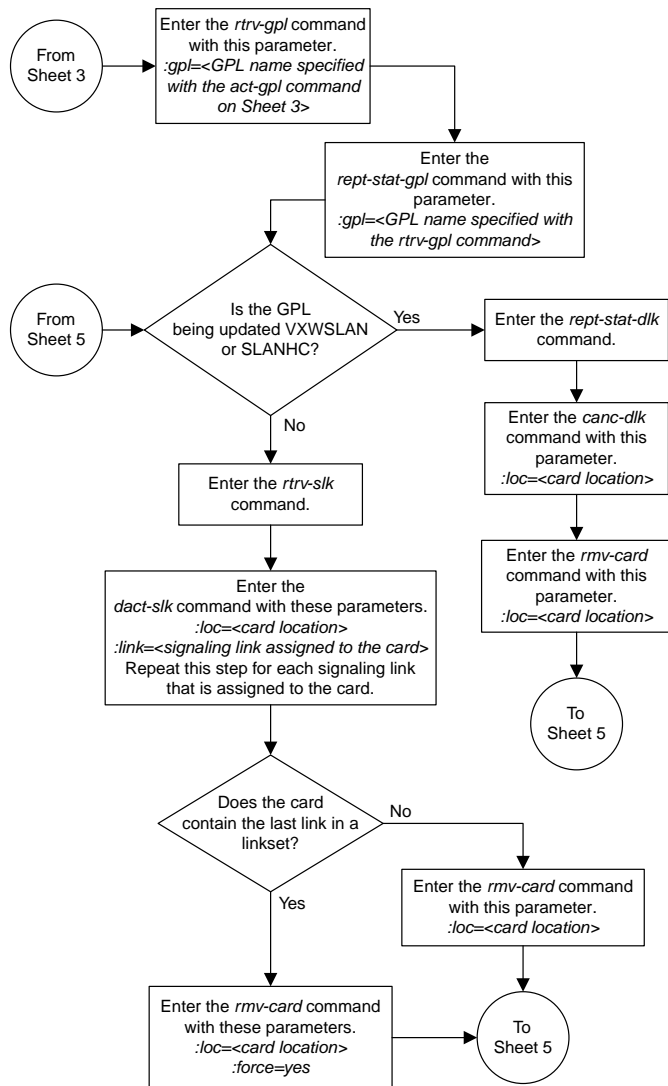 From
Sheet 3
Enter the rtrv-gpl command
with this parameter.
:gpl=<GPL name specified
with the act-gpl command
on Sheet 3>
Enter the
rept-stat-gpl command with this
parameter.
:gpl=<GPL name specified with
the rtrv-gpl command>
From
Sheet 5
Is the GPL
being updated VXWSLAN
or SLANHC?
Yes
Enter the rept-stat-dlk
command.
Enter the canc-dlk
command with this
parameter.
:loc=<card location>
Enter the rmv-card
command with this
parameter.
:loc=<card location>
To
Sheet 5
No
Enter the rtrv-slk
command.
Enter the
dact-slk command with these parameters.
:loc=<card location>
:link=<signaling link assigned to the card>
Repeat this step for each signaling link
that is assigned to the card.
Does the card
contain the last link in a
linkset?
No
Enter the rmv-card command
with this parameter.
:loc=<card location>
Yes
Enter the rmv-card command
with these parameters.
:loc=<card location>
:force=yes
To
Sheet 5